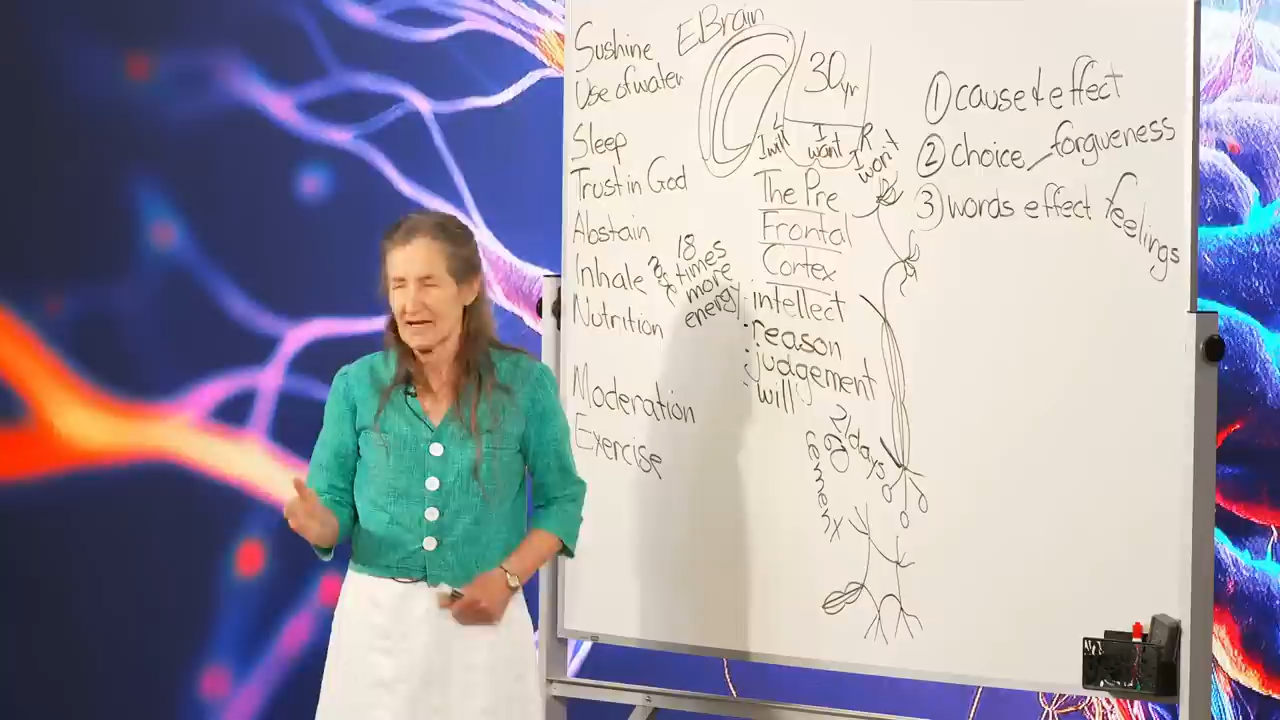 Sushine
Use of water
Sleep
Trust in God
Abstain
Inhale
Nutrition
Moderation
Exercise
EBrain
30yr
L
R
I will
I want
I won't
The Pre
Frontal
Cortex
intellect
reason
judgement
will
18
times
more
energy
21 days
① cause & effect
② choice forgueness
③ words effect feelings